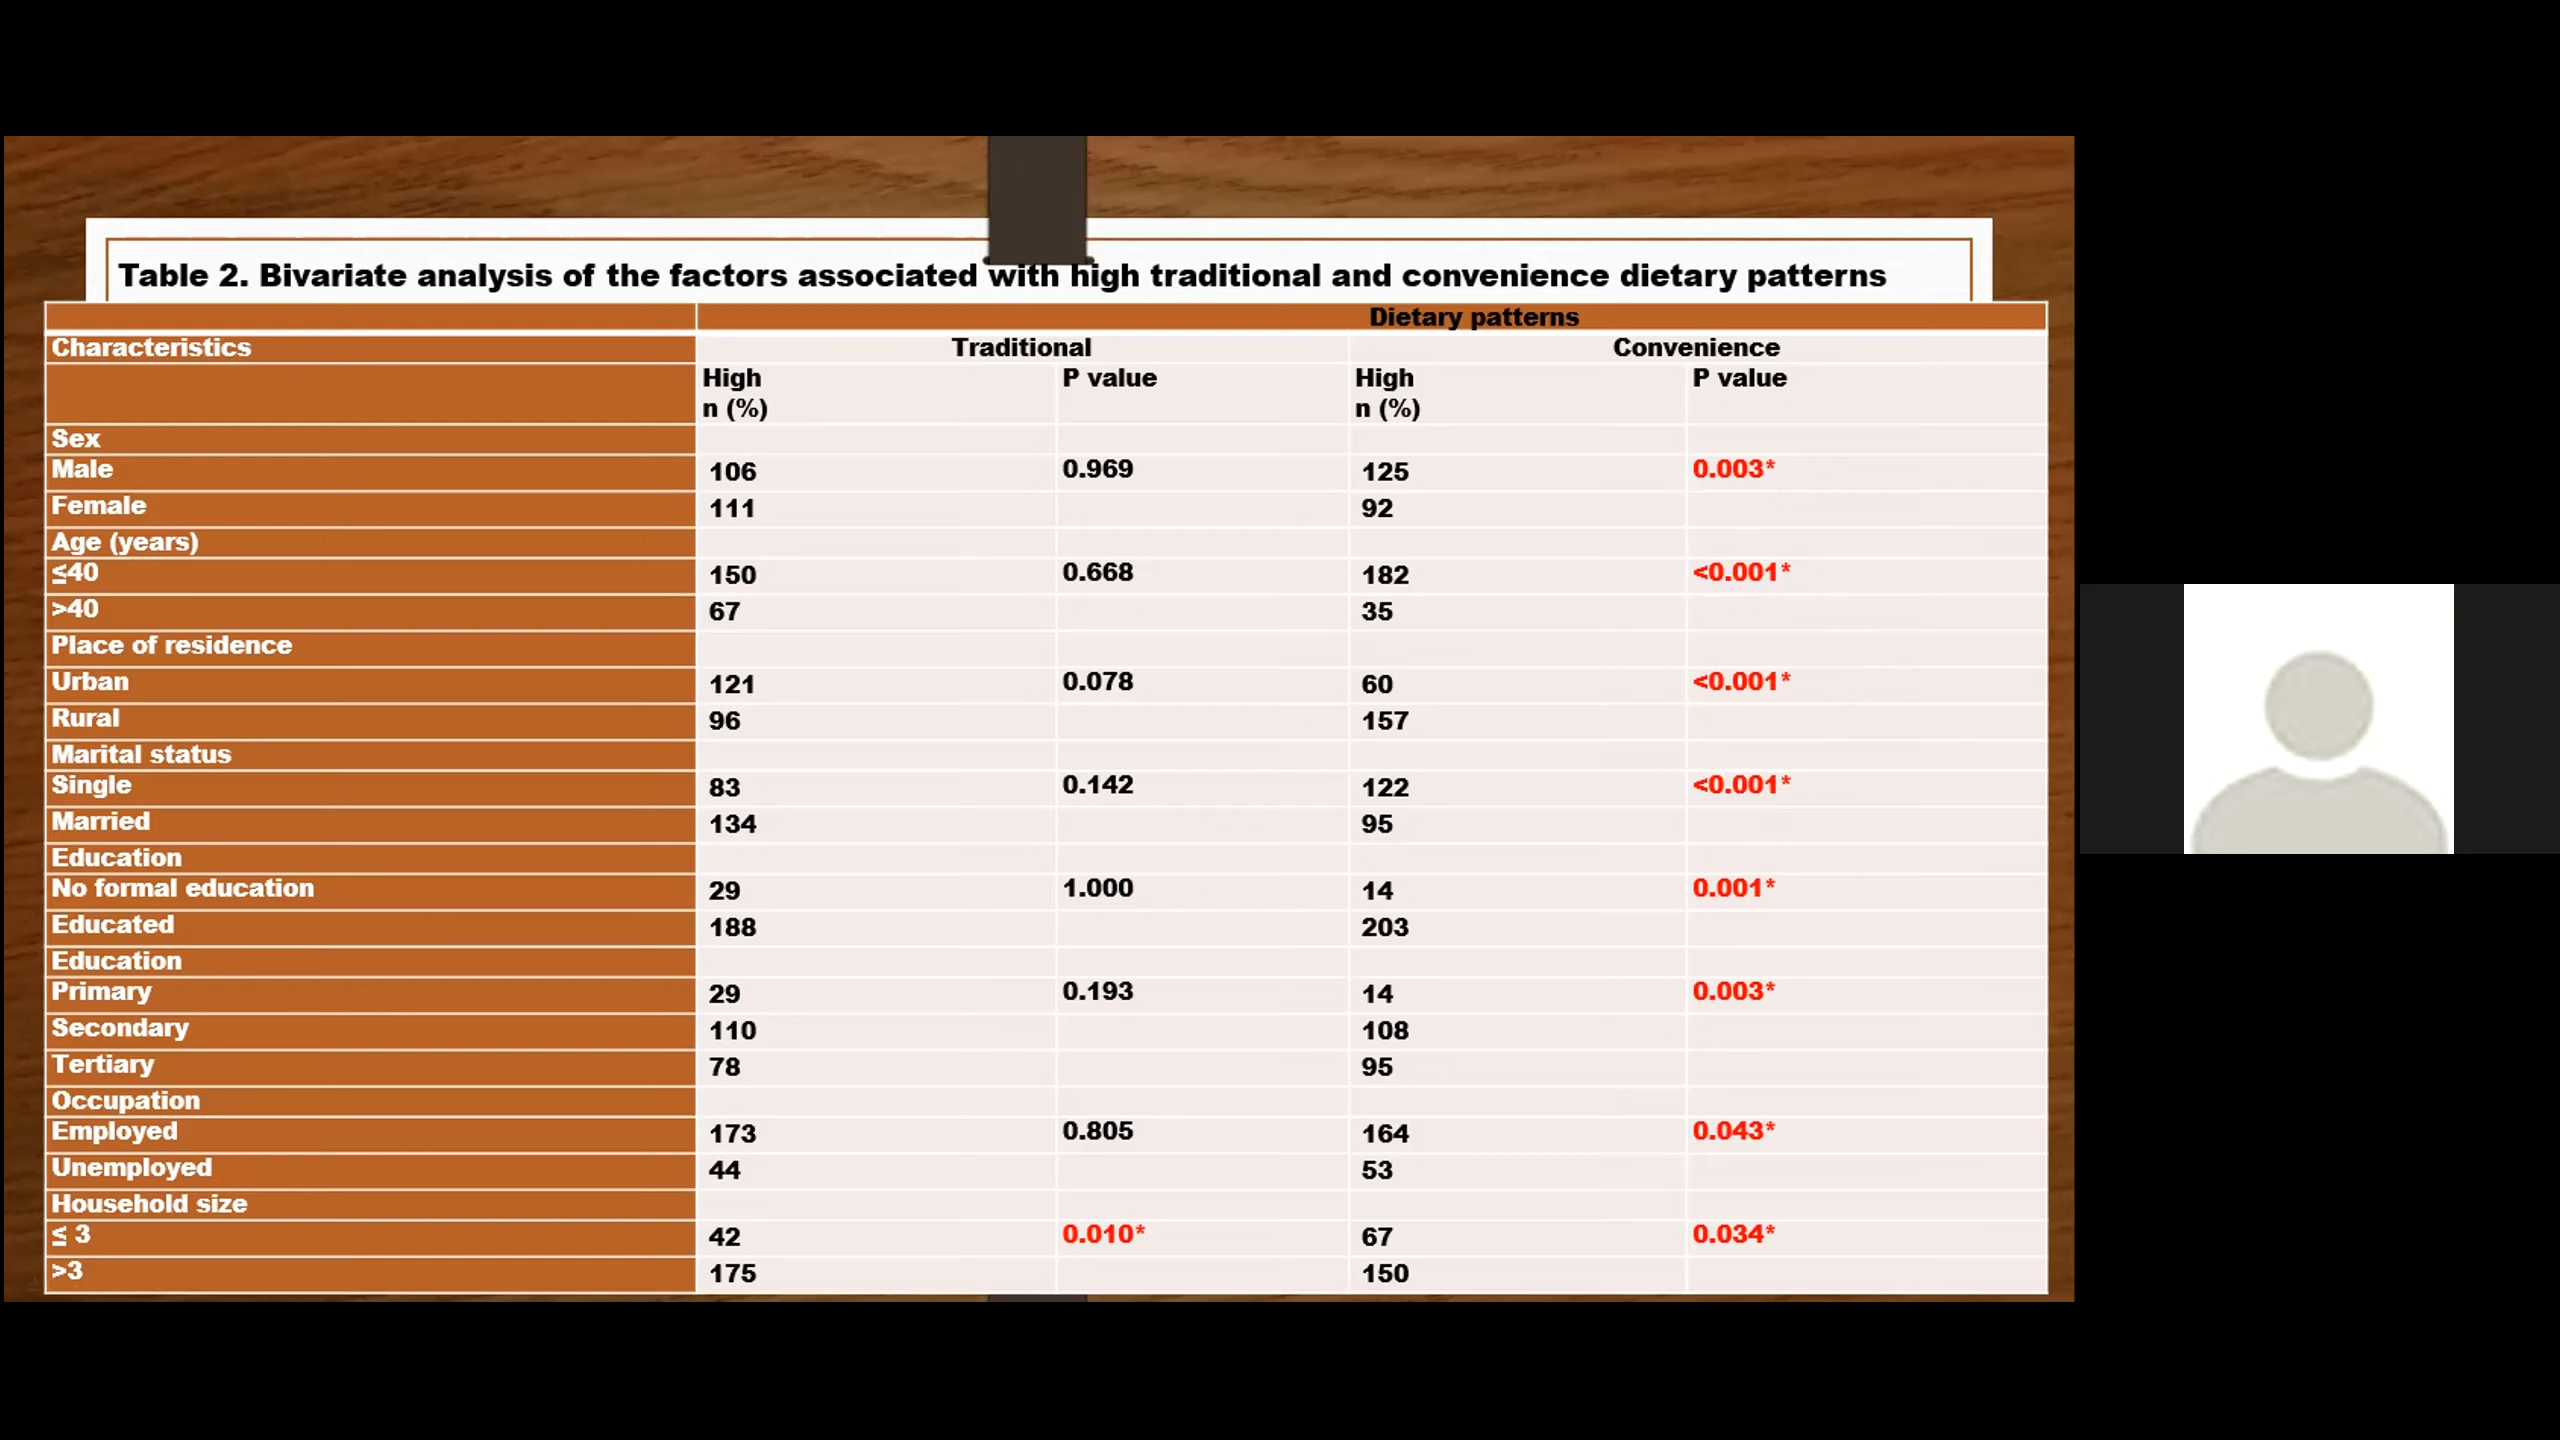 Table 2. Bivariate analysis of the factors associated with high traditional and convenience dietary patterns
Dietary patterns
Characteristics Traditional Convenience
High P value High P value
n (%) n (%)
Sex
Male 106 0.969 125 0.003*
Female 111 92
Age (years)
≤40 150 0.668 182 <0.001*
>40 67 35
Place of residence
Urban 121 0.078 60 <0.001*
Rural 96 157
Marital status
Single 83 0.142 122 <0.001*
Married 134 95
Education
No formal education 29 1.000 14 0.001*
Educated 188 203
Education
Primary 29 0.193 14 0.003*
Secondary 110 108
Tertiary 78 95
Occupation
Employed 173 0.805 164 0.043*
Unemployed 44 53
Household size
≤ 3 42 0.010* 67 0.034*
>3 175 150